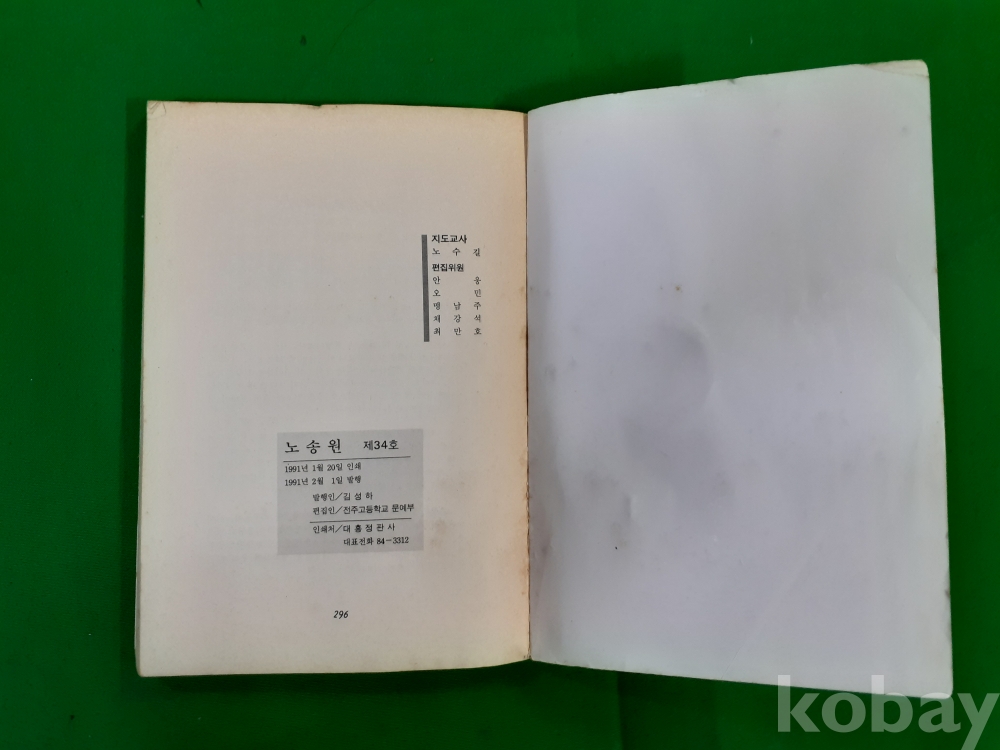 지도교사
노 수 길
편집위원
안 웅
오 민
맹 남 주
채 강 석
최 만 호
노 송 원 제34호
1991년 1월 20일 인쇄
1991년 2월 1일 발행
발행인／김 성 하
편집인／전주고등학교 문예부
인쇄처／대 흥 정 판 사
대표전화 84－3312
296
kobay